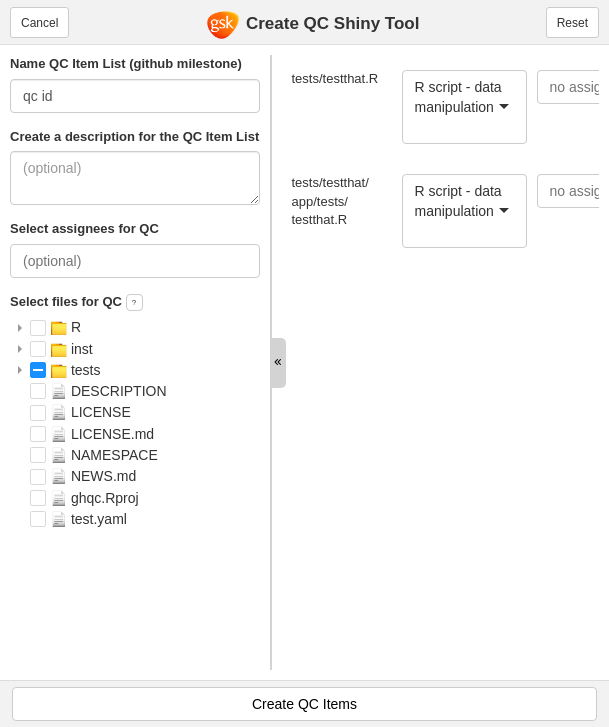 Cancel
gsk
Create QC Shiny Tool
Reset
Name QC Item List (github milestone)
qc id
Create a description for the QC Item List
(optional)
Select assignees for QC
(optional)
Select files for QC ?
R
inst
tests
DESCRIPTION
LICENSE
LICENSE.md
NAMESPACE
NEWS.md
ghqc.Rproj
test.yaml
«
tests/testthat.R
R script - data
manipulation
no assig
tests/testthat/
app/tests/
testthat.R
R script - data
manipulation
no assig
Create QC Items